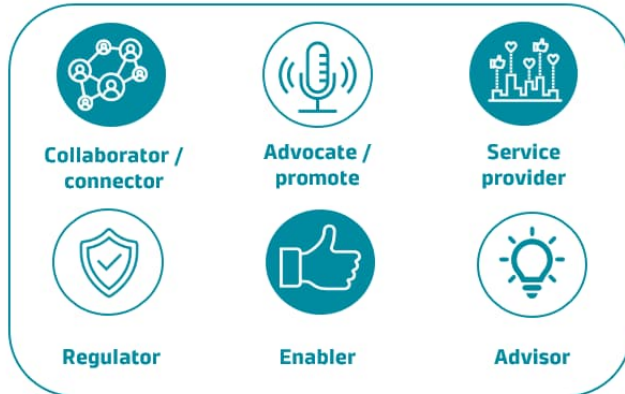 Collaborator /
connector
Advocate /
promote
Service
provider
Regulator
Enabler
Advisor